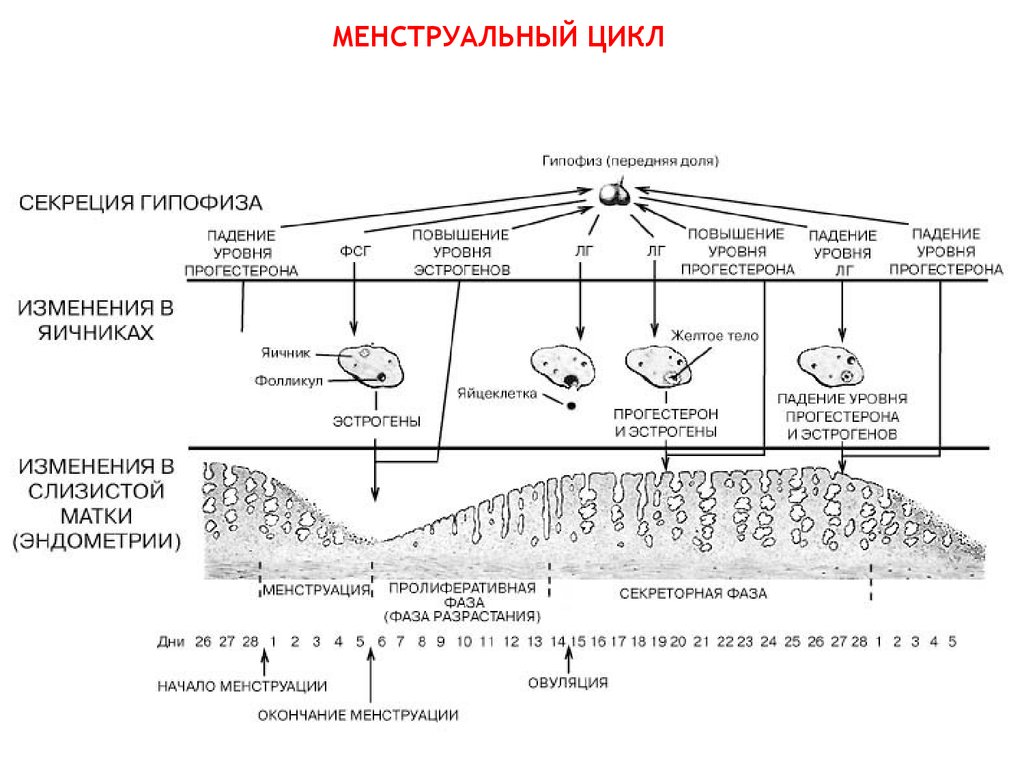 МЕНСТРУАЛЬНЫЙ ЦИКЛ
Гипофиз (передняя доля)
СЕКРЕЦИЯ ГИПОФИЗА
ПАДЕНИЕ
УРОВНЯ
ПРОГЕСТЕРОНА
ФСГ
ПОВЫШЕНИЕ
УРОВНЯ
ЭСТРОГЕНОВ
ЛГ
ЛГ
ПОВЫШЕНИЕ
УРОВНЯ
ПРОГЕСТЕРОНА
ПАДЕНИЕ
УРОВНЯ
ЛГ
ПАДЕНИЕ
УРОВНЯ
ПРОГЕСТЕРОНА
ИЗМЕНЕНИЯ В
ЯИЧНИКАХ
Яичник
Фолликул
ЭСТРОГЕНЫ
Яйцеклетка
Желтое тело
ПРОГЕСТЕРОН
И ЭСТРОГЕНЫ
ПАДЕНИЕ УРОВНЯ
ПРОГЕСТЕРОНА
И ЭСТРОГЕНОВ
ИЗМЕНЕНИЯ В
СЛИЗИСТОЙ
МАТКИ
(ЭНДОМЕТРИИ)
МЕНСТРУАЦИЯ
ПРОЛИФЕРАТИВНАЯ
ФАЗА
(ФАЗА РАЗРАСТАНИЯ)
СЕКРЕТОРНАЯ ФАЗА
Дни 26 27 28 1 2 3 4 5 6 7 8 9 10 11 12 13 14 15 16 17 18 19 20 21 22 23 24 25 26 27 28 1 2 3 4 5
НАЧАЛО МЕНСТРУАЦИИ
ОВУЛЯЦИЯ
ОКОНЧАНИЕ МЕНСТРУАЦИИ